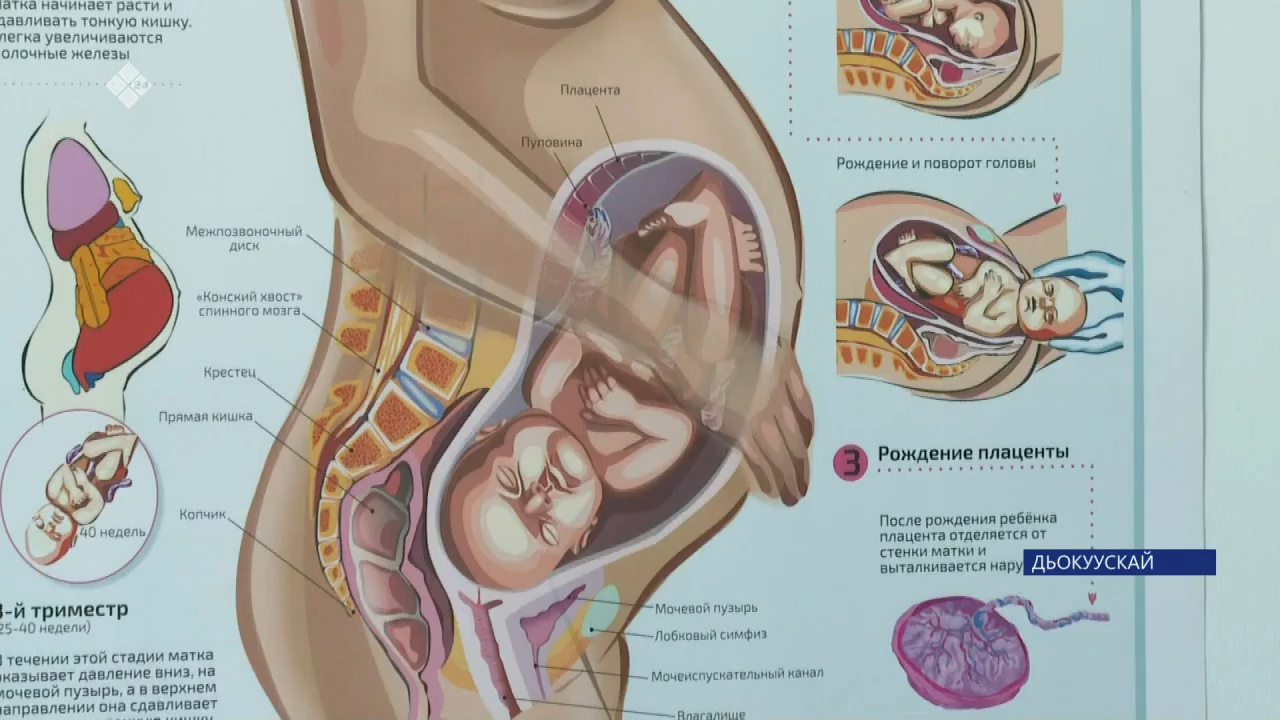 матка начинает расти и
сдавливать тонкую кишку.
Слегка увеличиваются
молочные железы
40 недель
3-й триместр
(25-40 недели)
В течении этой стадии матка
оказывает давление вниз, на
мочевой пузырь, а в верхнем
направлении она сдавливает
Плацента
Пуповина
Межпозвоночный
диск
«Конский хвост»
спинного мозга
Крестец
Прямая кишка
Копчик
Мочевой пузырь
Лобковый симфиз
Мочеиспускательный канал
Влагалище
Рождение и поворот головы
3 Рождение плаценты
После рождения ребёнка
плацента отделяется от
стенки матки и
выталкивается нару
ДЬОКУУСКАЙ